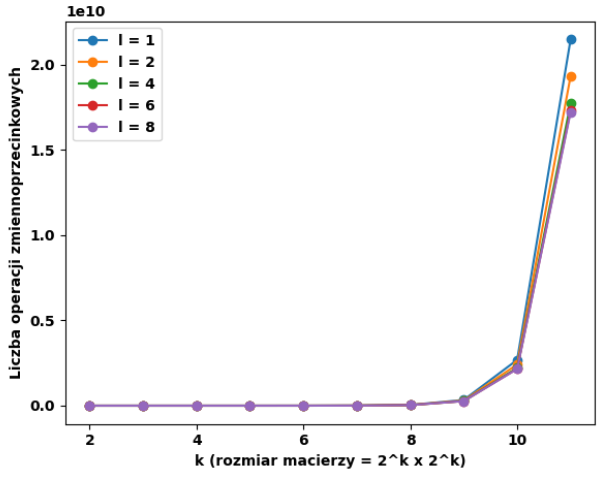 1e10
l = 1
l = 2
l = 4
l = 6
l = 8
2.0
1.5
1.0
0.5
0.0
Liczba operacji zmiennoprzecinkowych
2 4 6 8 10
k (rozmiar macierzy = 2^k x 2^k)